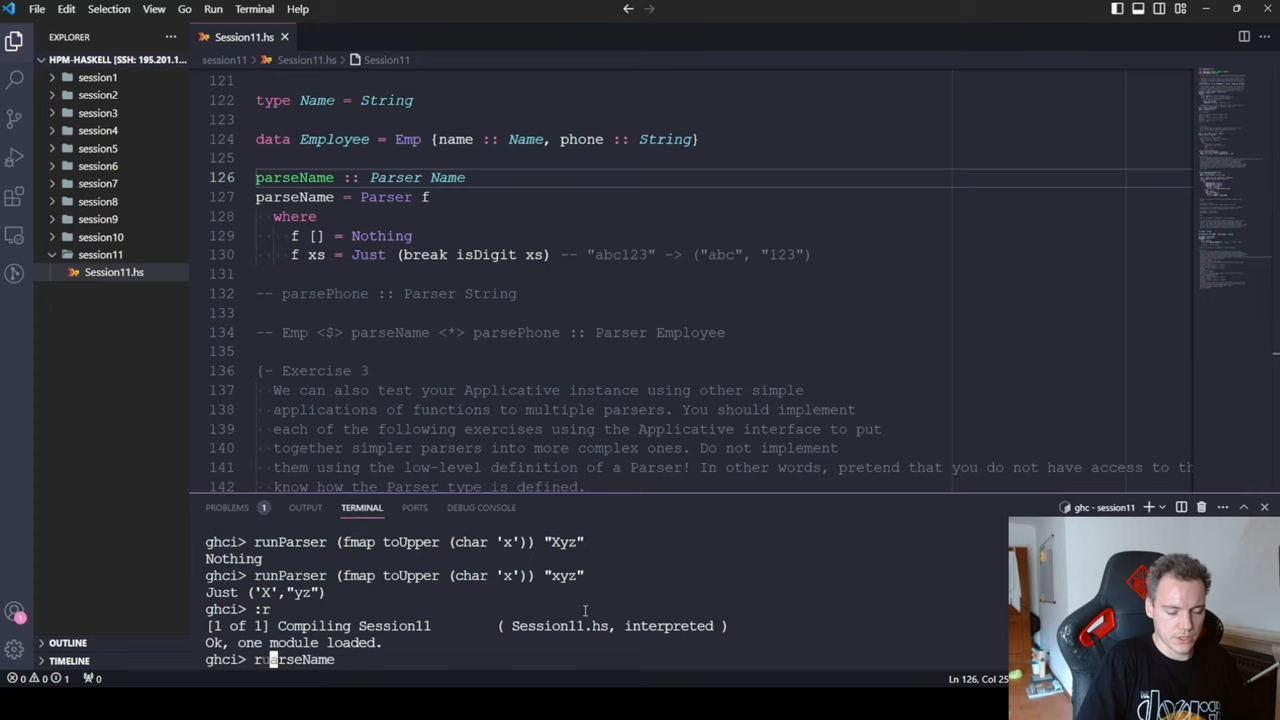 File Edit Selection View Go Run Terminal Help
EXPLORER
HPM-HASKELL [SSH: 195.201.1...
session1
session2
session3
session4
session5
session6
session7
session8
session9
session10
session11
Session11.hs
OUTLINE
TIMELINE
Session11.hs
session11 > Session11.hs > Session11
121
122 type Name = String
123
124 data Employee = Emp {name :: Name, phone :: String}
125
126 parseName :: Parser Name
127 parseName = Parser f
128 where
129 f [] = Nothing
130 f xs = Just (break isDigit xs) -- "abc123" -> ("abc", "123")
131
132 -- parsePhone :: Parser String
133
134 -- Emp <$> parseName <*> parsePhone :: Parser Employee
135
136 {- Exercise 3
137 We can also test your Applicative instance using other simple
138 applications of functions to multiple parsers. You should implement
139 each of the following exercises using the Applicative interface to put
140 together simpler parsers into more complex ones. Do not implement
141 them using the low-level definition of a Parser! In other words, pretend that you do not have access to th
142 know how the Parser type is defined.
PROBLEMS 1 OUTPUT TERMINAL PORTS DEBUG CONSOLE
ghc - session11
ghci> runParser (fmap toUpper (char 'x')) "Xyz"
Nothing
ghci> runParser (fmap toUpper (char 'x')) "xyz"
Just ('X',"yz")
ghci> :r
[1 of 1] Compiling Session11 ( Session11.hs, interpreted )
Ok, one module loaded.
ghci> ruarseName
1
0 0 1 0
Ln 126, Col 25